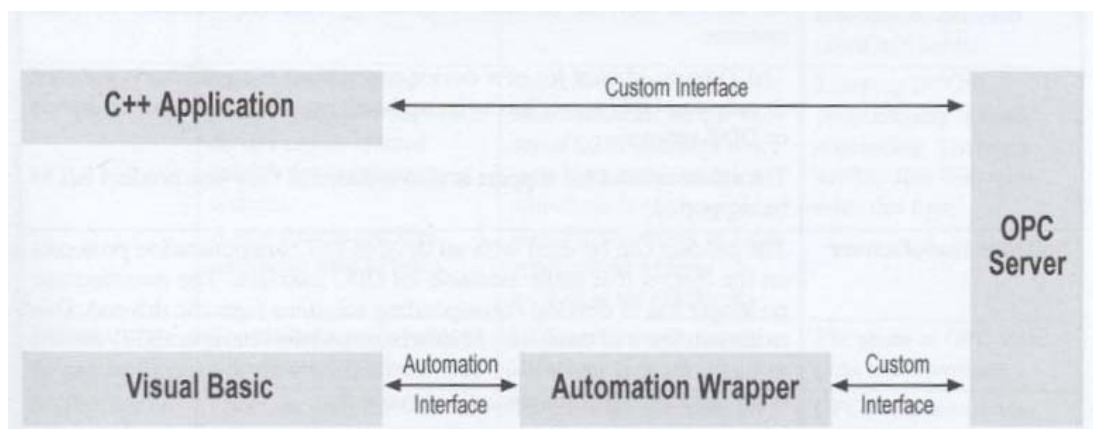 C++ Application
Custom Interface
OPC
Server
Visual Basic
Automation
Interface
Automation Wrapper
Custom
Interface